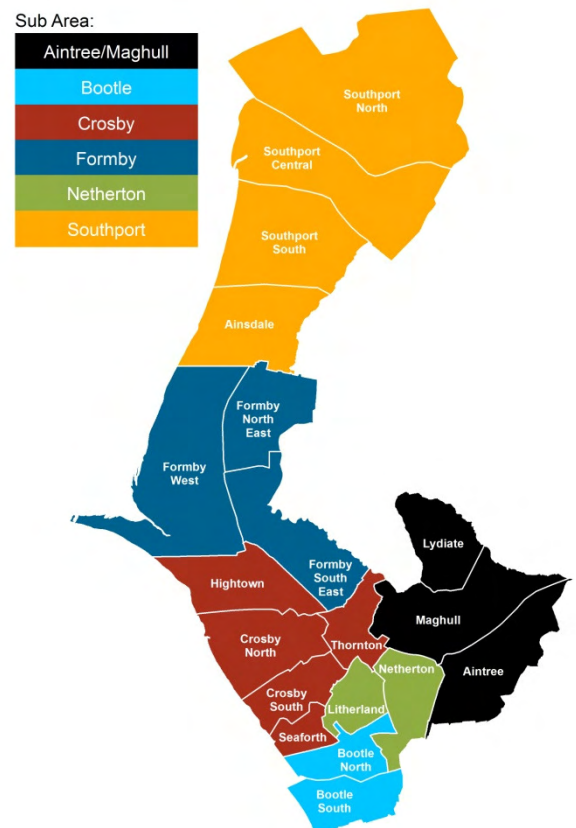 Sub Area:
Aintree/Maghull
Bootle
Crosby
Formby
Netherton
Southport
Southport
North
Southport
Central
Southport
South
Ainsdale
Formby
North
East
Formby
West
Lydiate
Formby
South
East
Hightown
Maghull
Crosby
North
Thornton
Netherton
Aintree
Crosby
South
Litherland
Seaforth
Bootle
North
Bootle
South